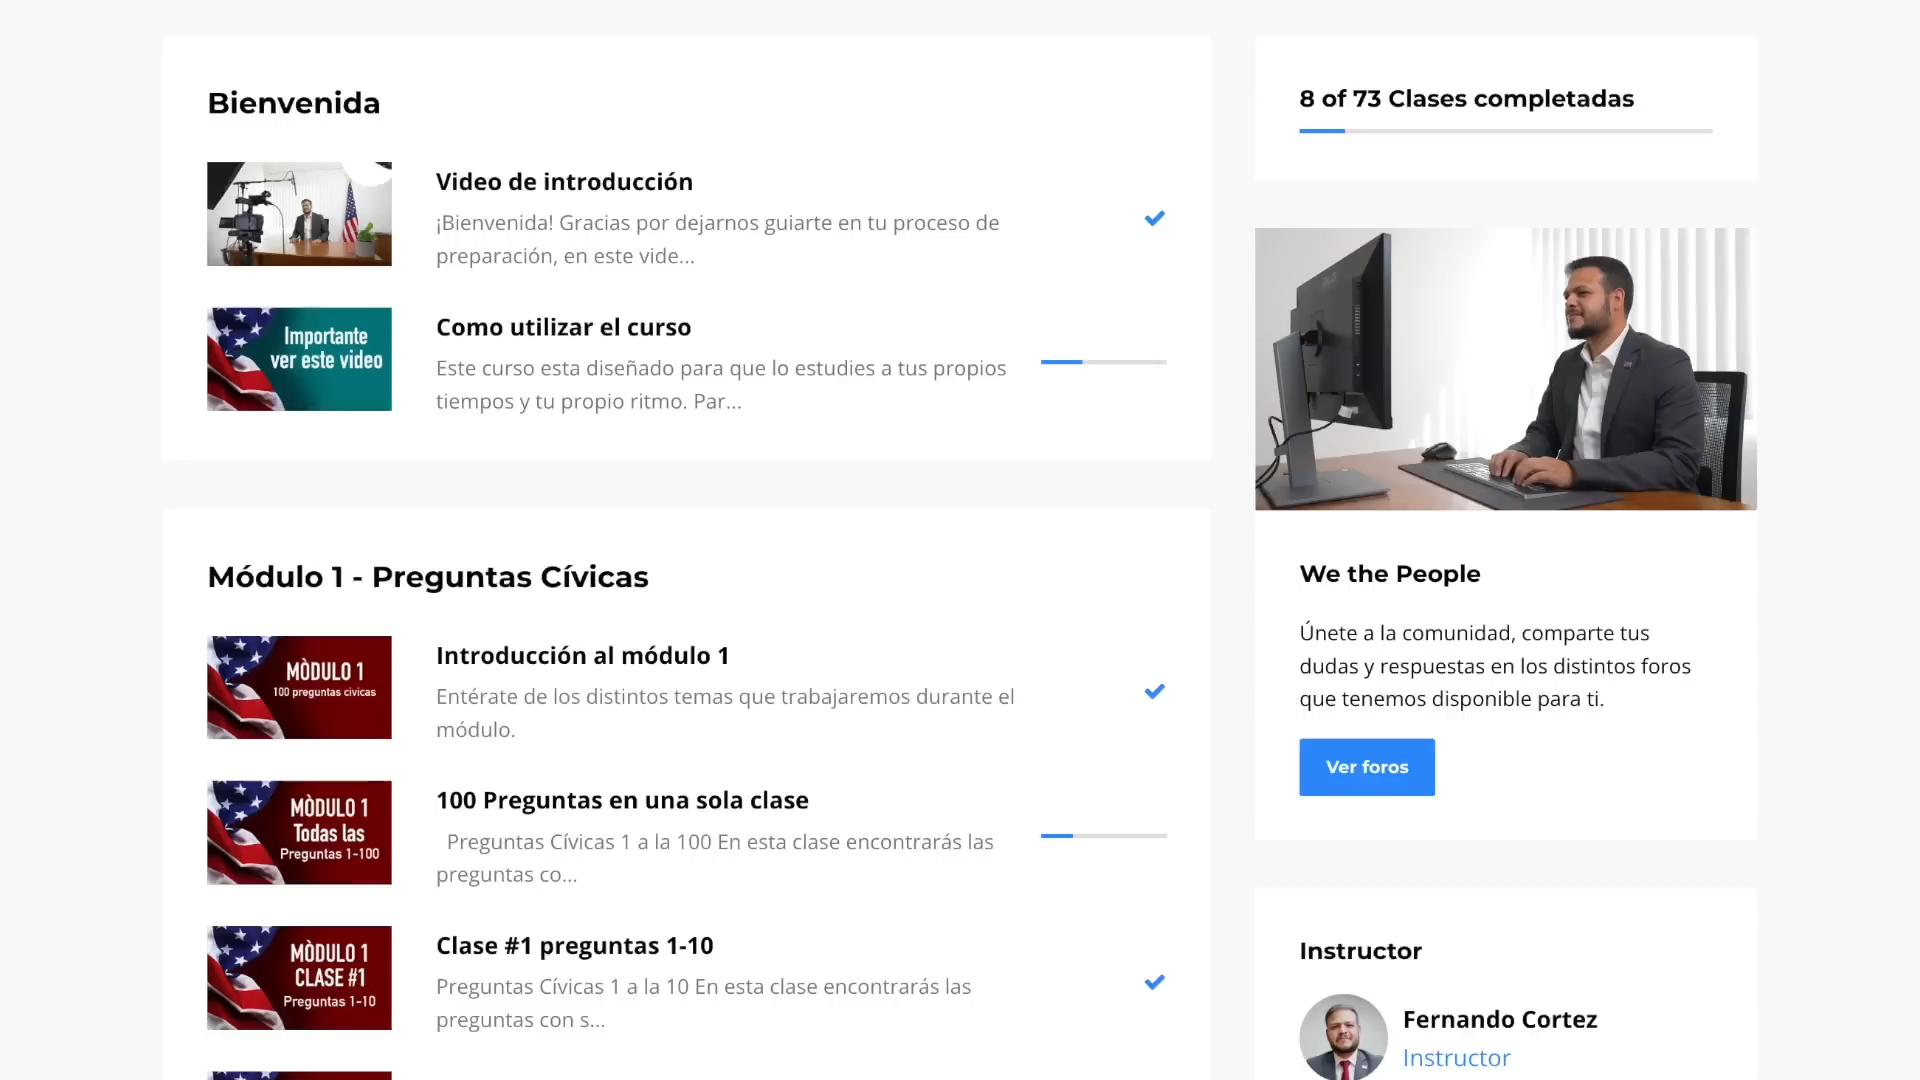 Bienvenida
Video de introducción
¡Bienvenida! Gracias por dejarnos guiarte en tu proceso de
preparación, en este vide...
Importante
ver este video
Como utilizar el curso
Este curso esta diseñado para que lo estudies a tus propios
tiempos y tu propio ritmo. Par...
Módulo 1 - Preguntas Cívicas
MÒDULO 1
100 preguntas civicas
Introducción al módulo 1
Entérate de los distintos temas que trabajaremos durante el
módulo.
MÒDULO 1
Todas las
Preguntas 1-100
100 Preguntas en una sola clase
Preguntas Cívicas 1 a la 100 En esta clase encontrarás las
preguntas co...
MÒDULO 1
CLASE #1
Preguntas 1-10
Clase #1 preguntas 1-10
Preguntas Cívicas 1 a la 10 En esta clase encontrarás las
preguntas con s...
8 of 73 Clases completadas
We the People
Únete a la comunidad, comparte tus
dudas y respuestas en los distintos foros
que tenemos disponible para ti.
Ver foros
Instructor
Fernando Cortez
Instructor